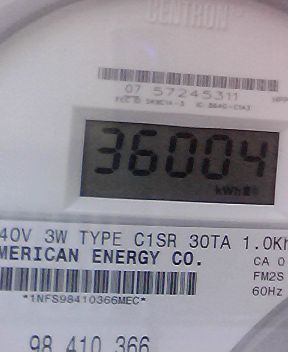 CENTRON
07 57245311
36004
kWh
40V 3W TYPE C1SR 30TA 1.0Kh
MERICAN ENERGY CO.
CA 0
FM2S
*1NFS98410366MEC*
60Hz
98 410 366